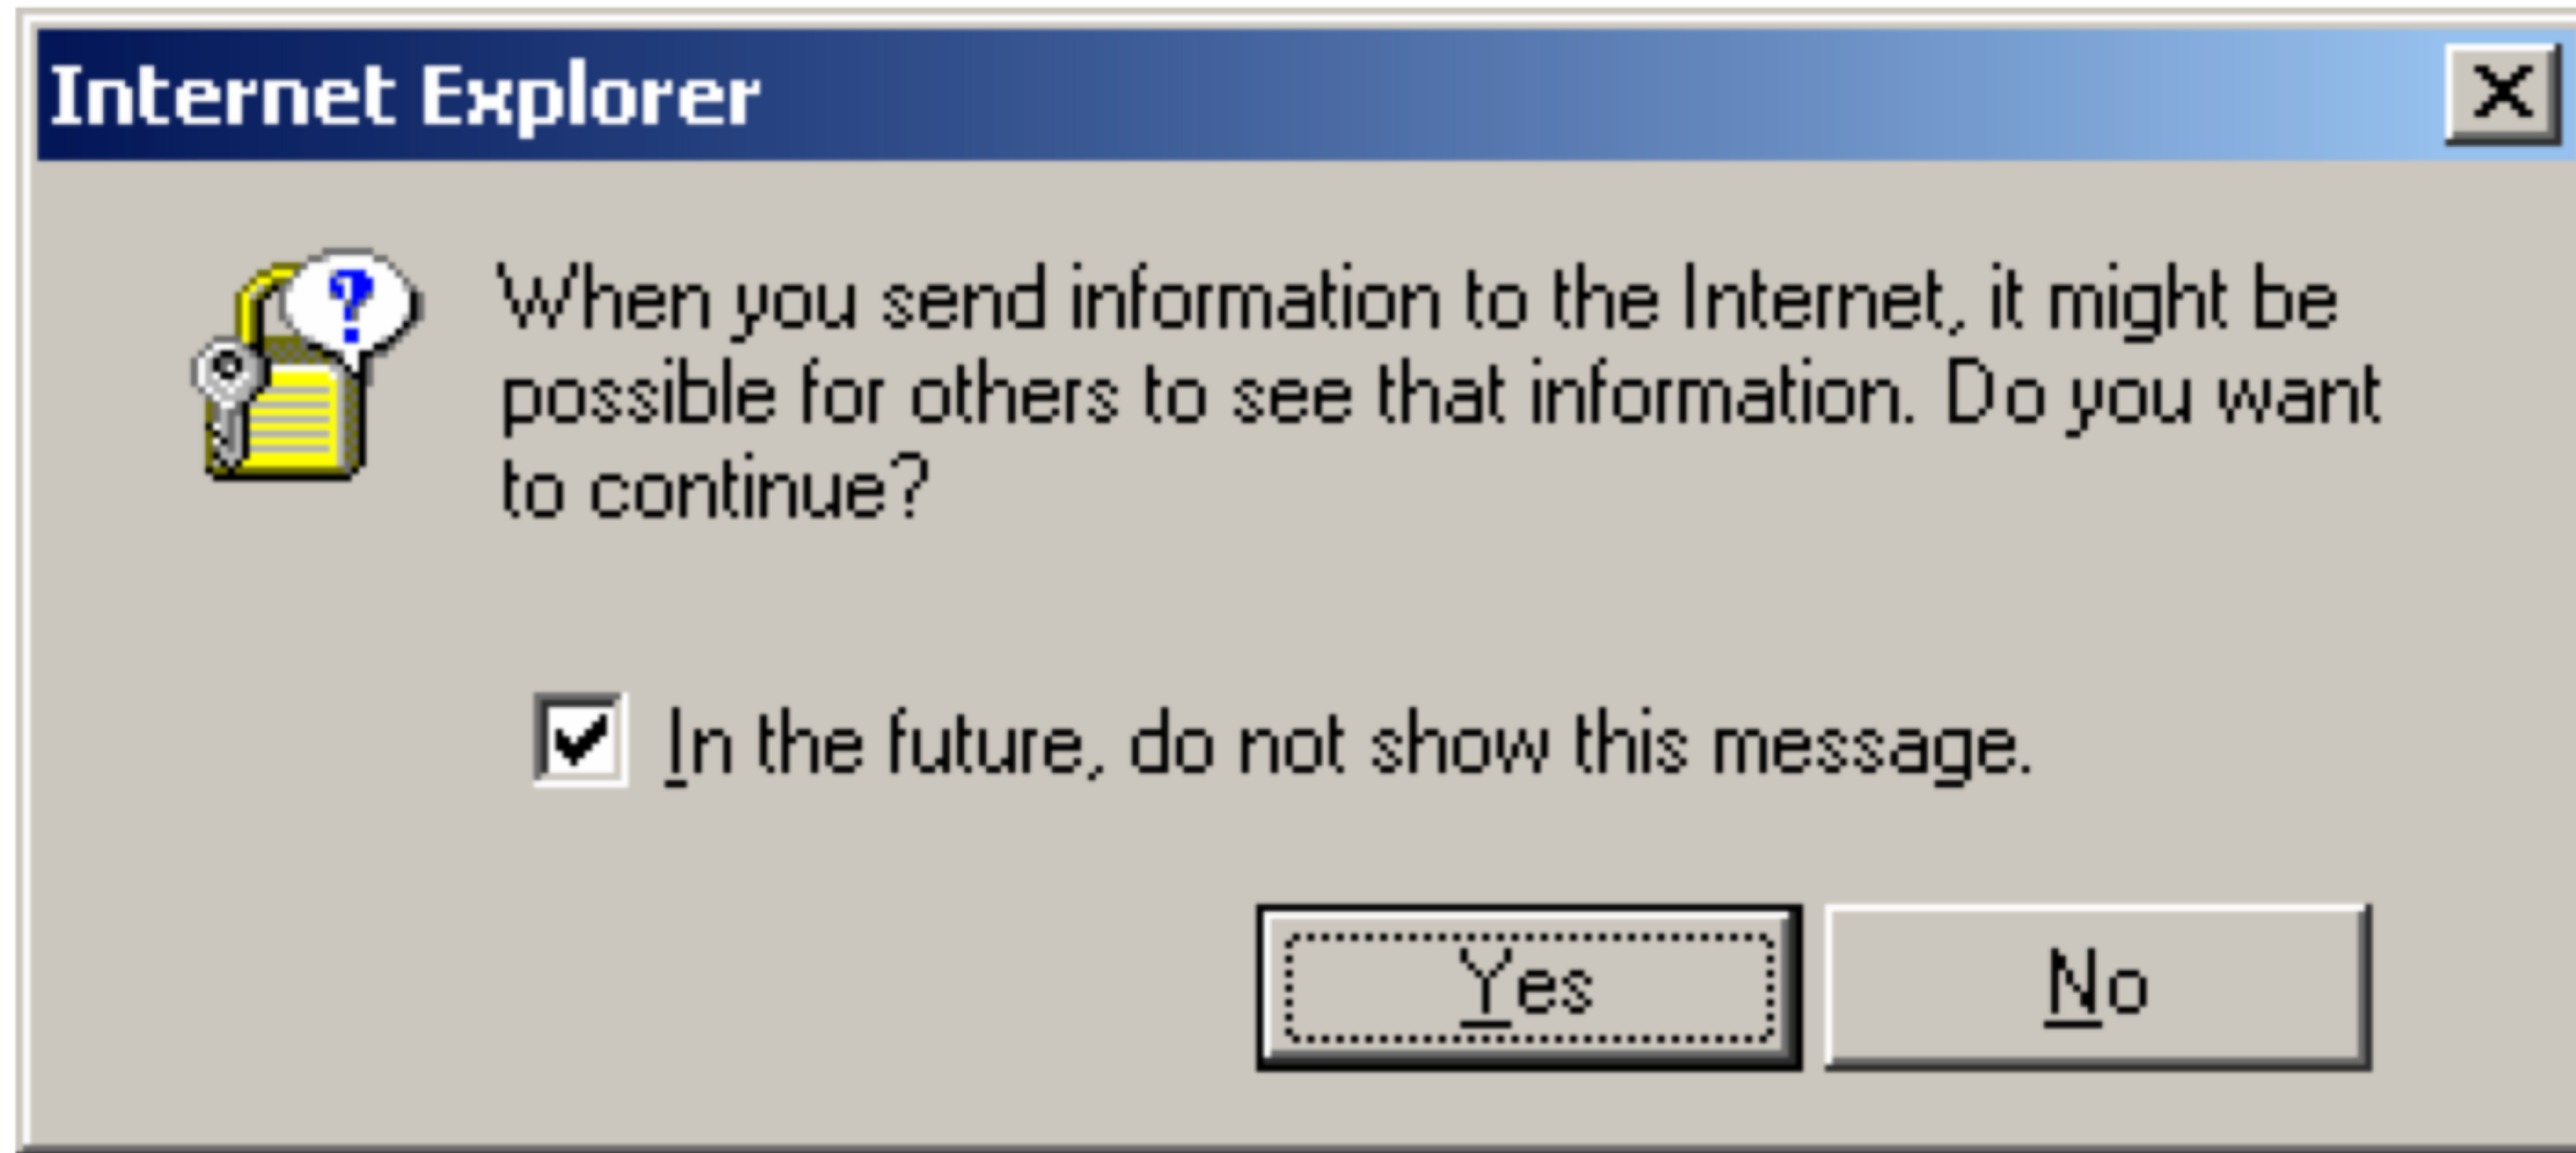 Internet Explorer
When you send information to the Internet, it might be
possible for others to see that information. Do you want
to continue?
In the future, do not show this message.
Yes
No